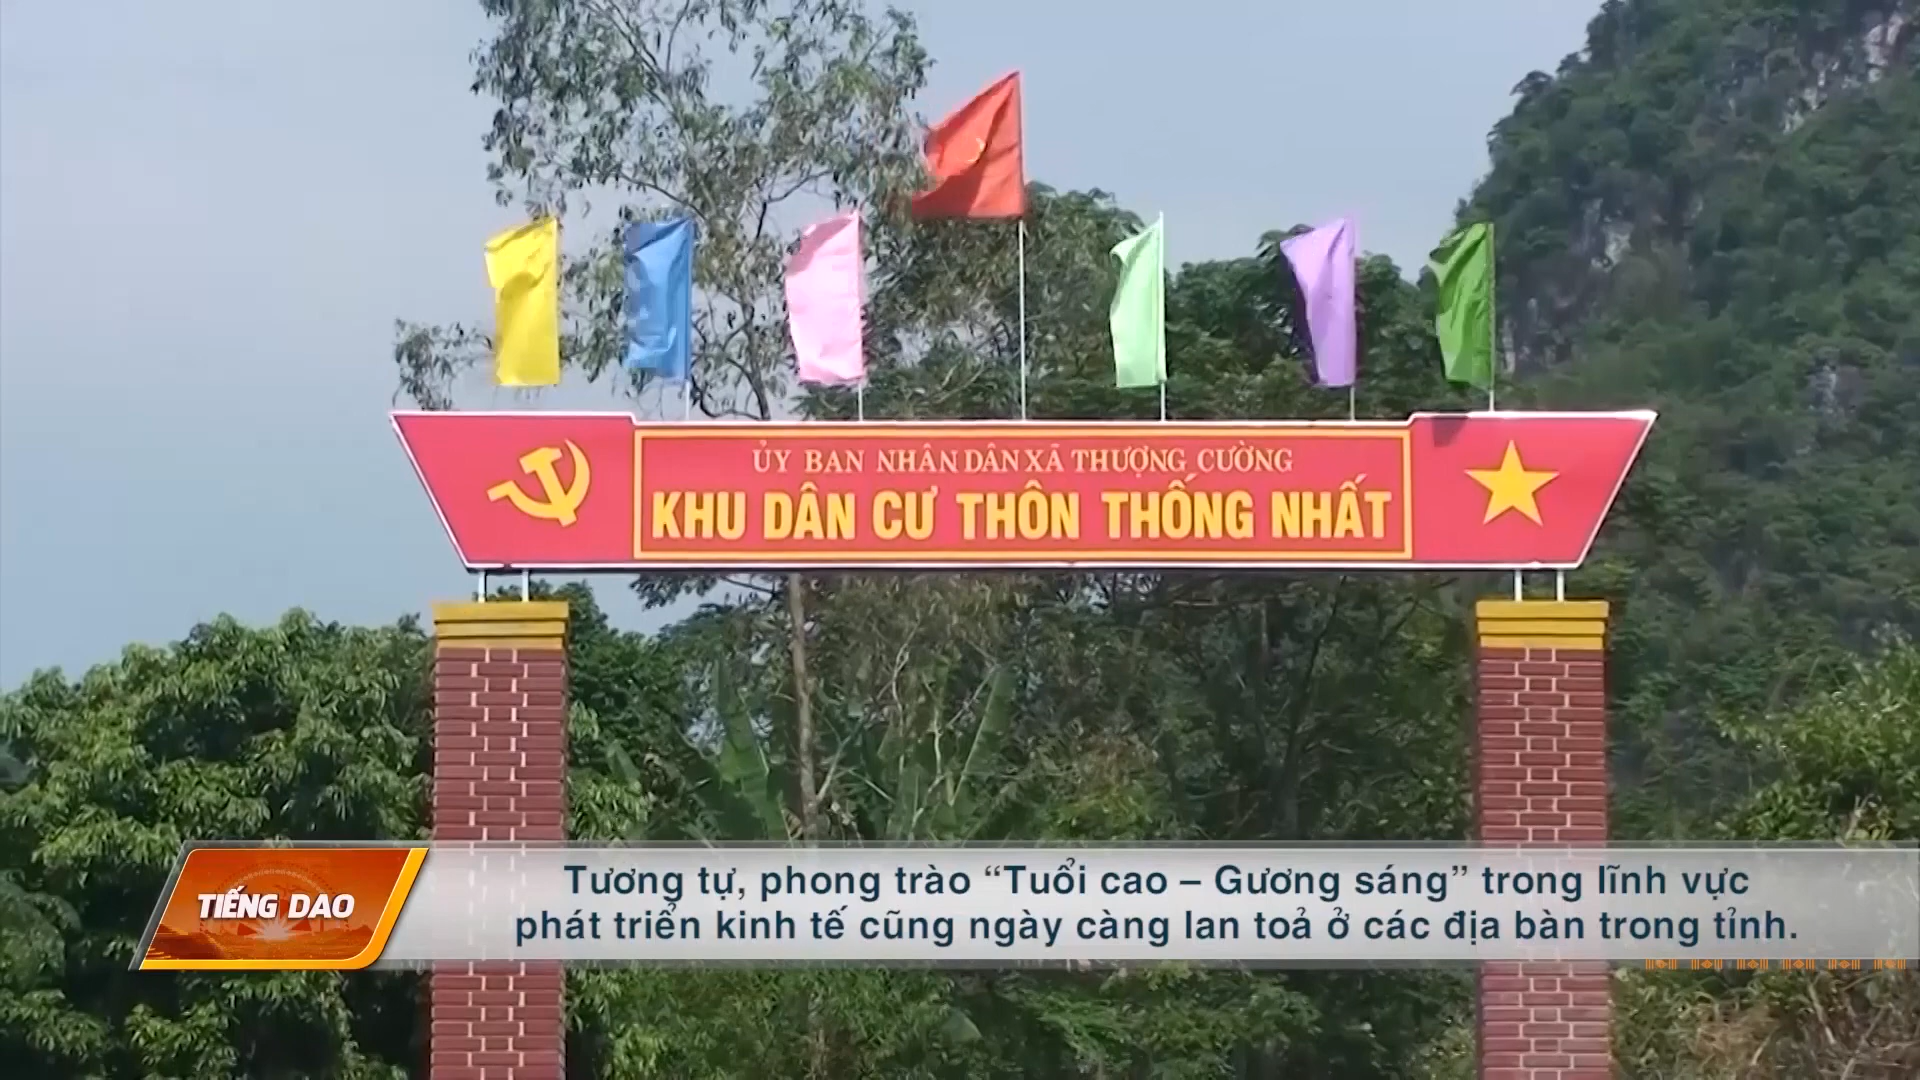 ỦY BAN NHÂN DÂN XÃ THƯỢNG CƯỜNG
KHU DÂN CƯ THÔN THỐNG NHẤT
TIẾNG DAO
Tương tự, phong trào “Tuổi cao – Gương sáng” trong lĩnh vực
phát triển kinh tế cũng ngày càng lan toả ở các địa bàn trong tỉnh.